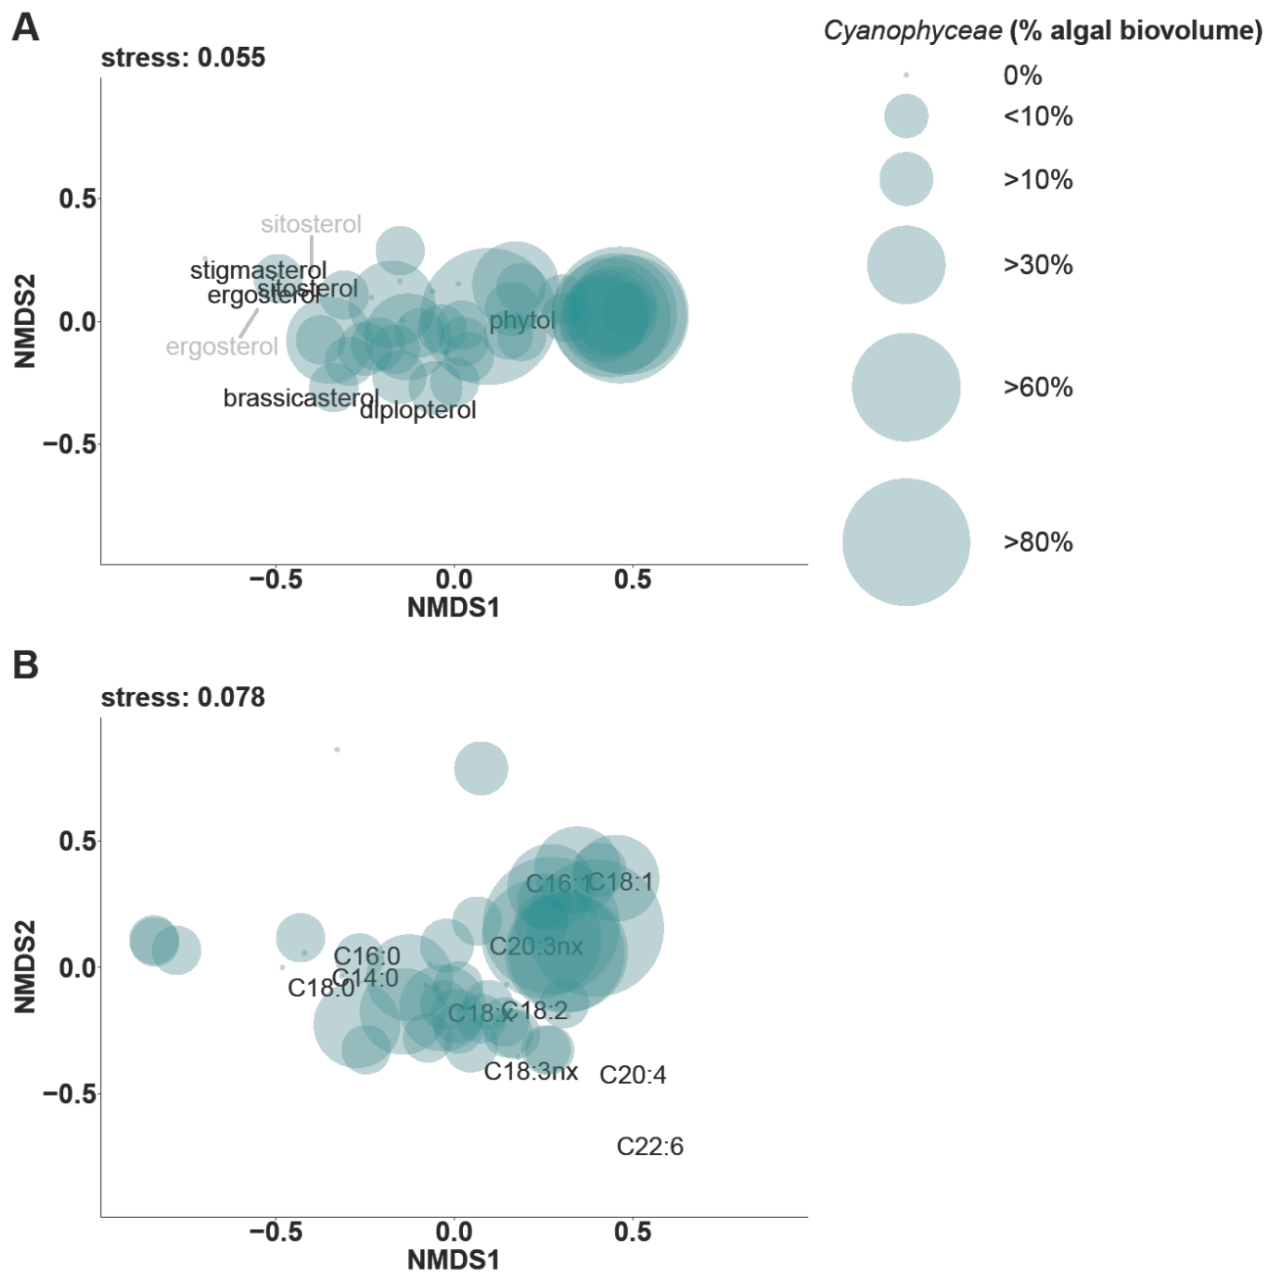 A
Cyanophyceae (% algal biovolume)
stress: 0.055
0%
<10%
>10%
0.5
sitosterol
>30%
stigmasterol
sitosterol
ergosterol
NMDS2
0.0
phytol
ergosterol
>60%
brassicasterol
diplopterol
−0.5
>80%
−0.5 0.0 0.5
NMDS1
B
stress: 0.078
0.5
C16:1 C18:1
C20:3nx
C16:0
NMDS2
0.0
C14:0
C18:0
C18:2
C18:x
C18:3nx C20:4
−0.5
C22:6
−0.5 0.0 0.5
NMDS1